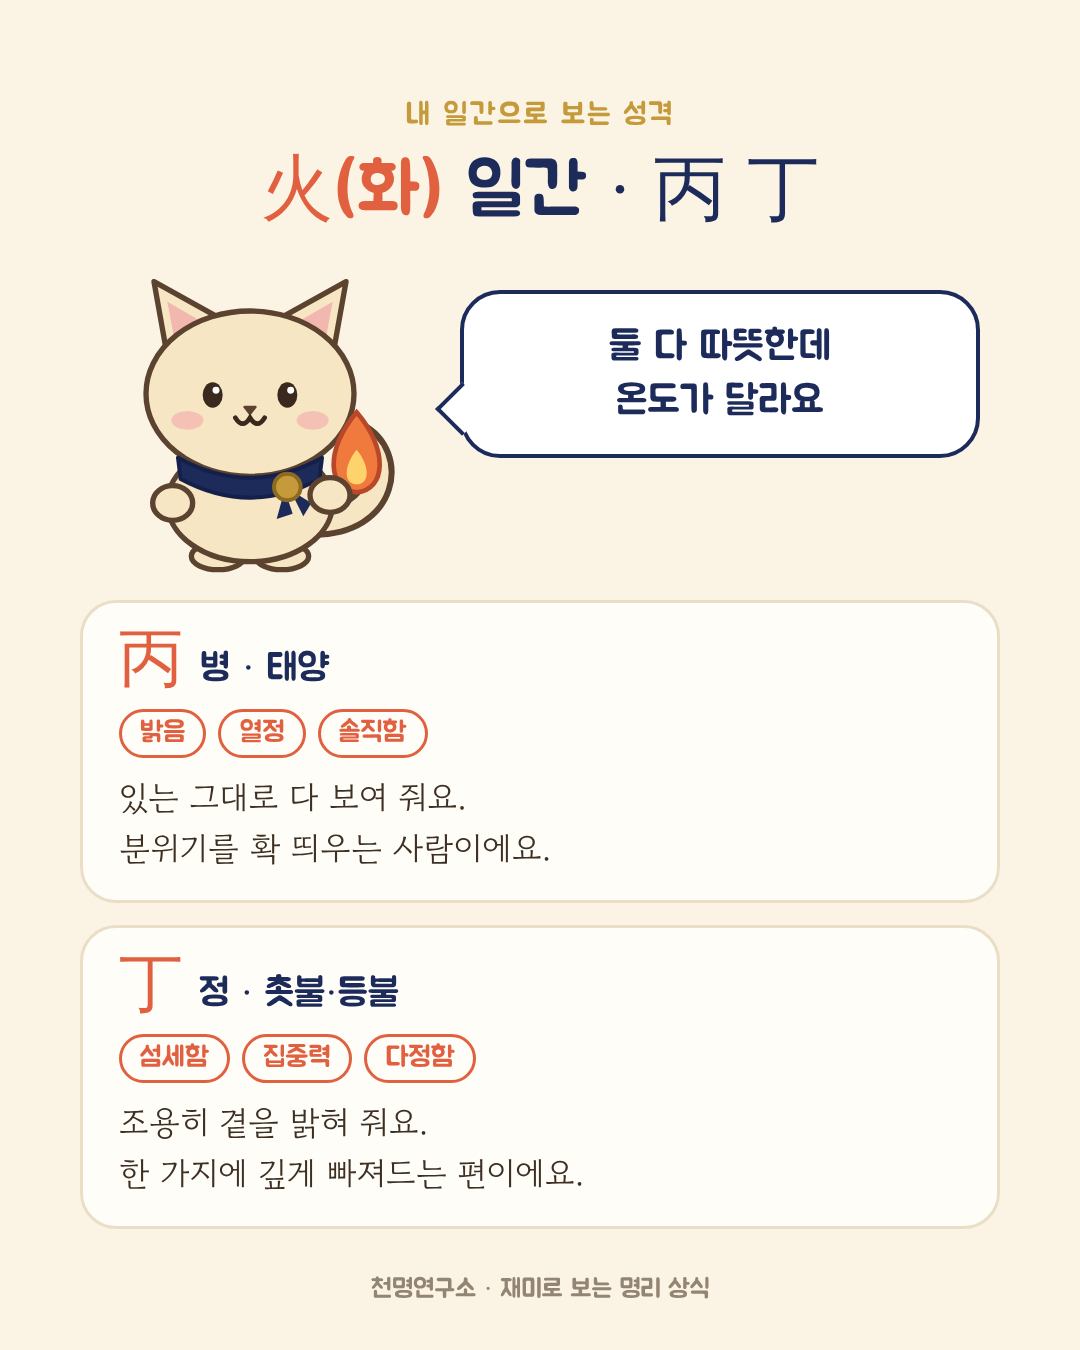 내 일간으로 보는 성격
火(화) 일간 · 丙 丁
둘 다 따뜻한데
온도가 달라요
丙 병 · 태양
밝음 열정 솔직함
있는 그대로 다 보여 줘요.
분위기를 확 띄우는 사람이에요.
丁 정 · 촛불·등불
섬세함 집중력 다정함
조용히 곁을 밝혀 줘요.
한 가지에 깊게 빠져드는 편이에요.
천명연구소 · 재미로 보는 명리 상식